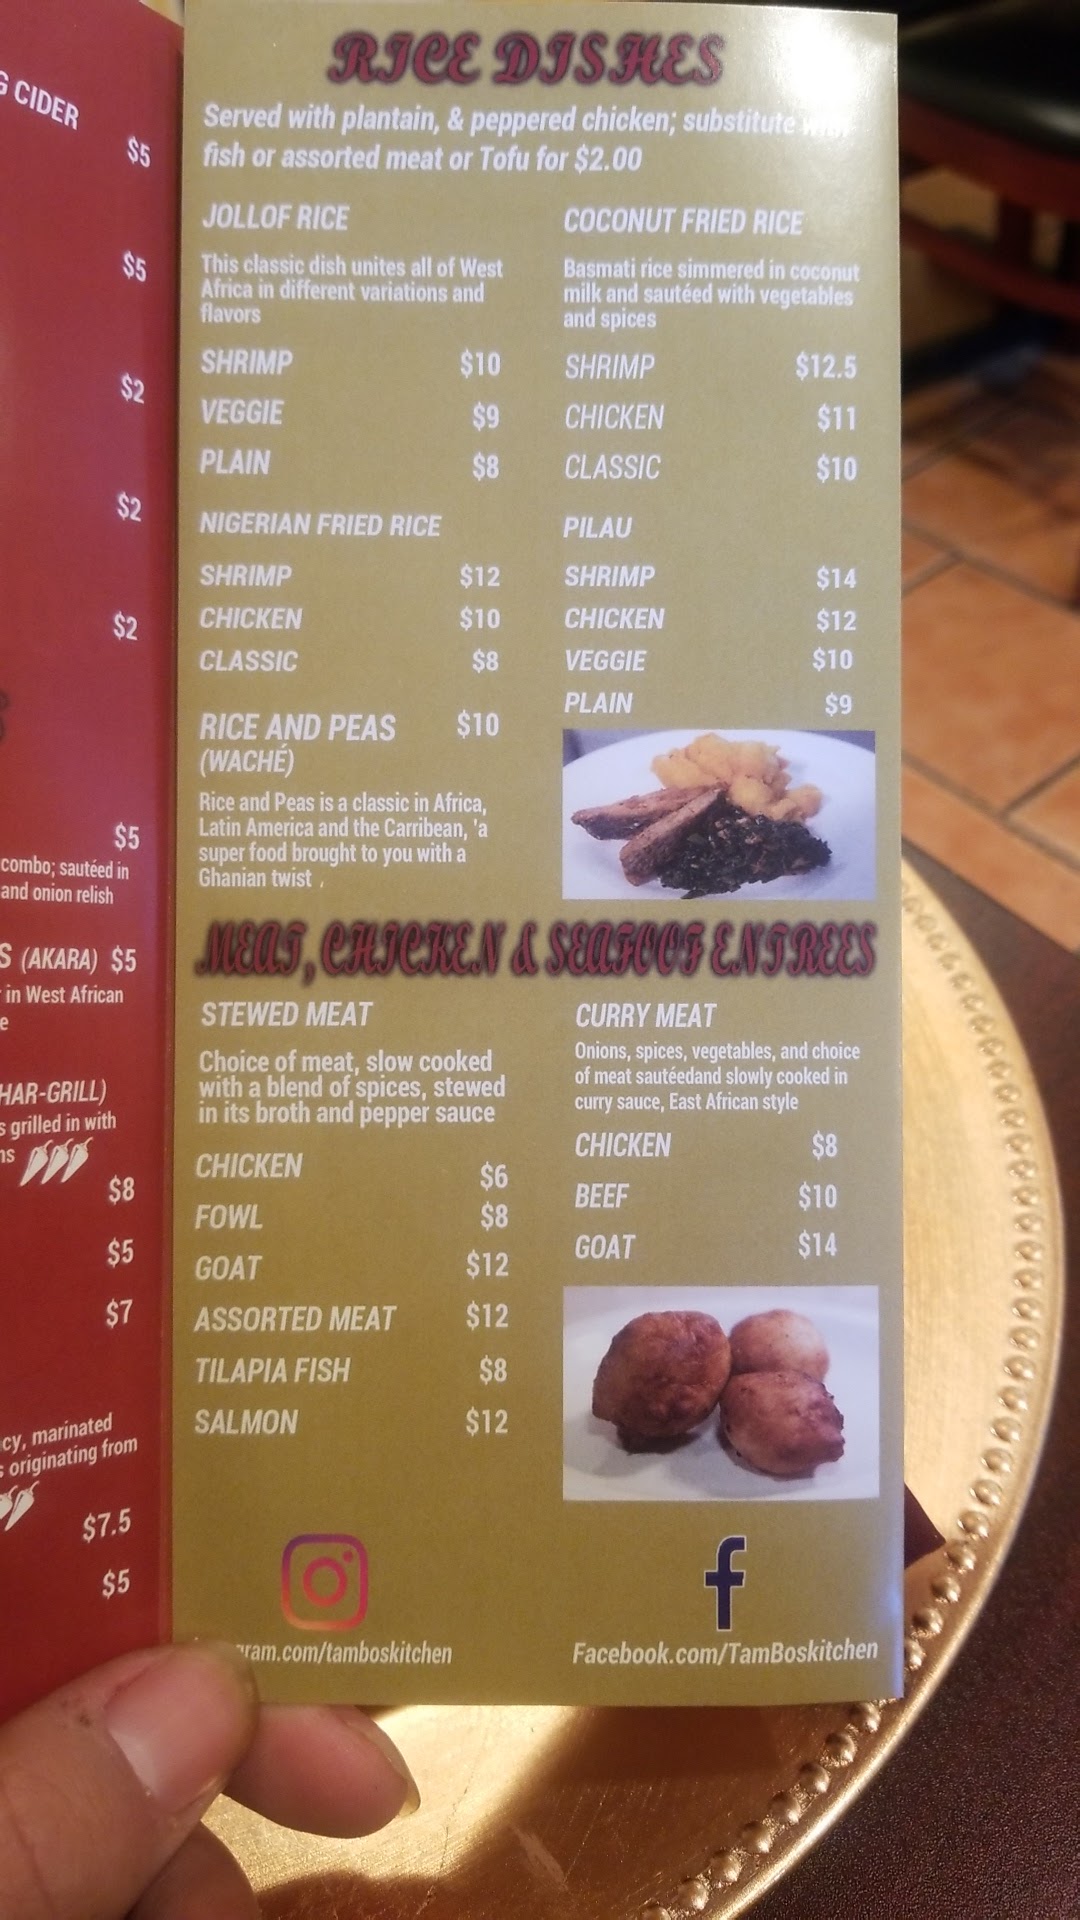 G CIDER
$5
$5
$2
$2
$2
$5
combo; sautéed in
and onion relish
S (AKARA) $5
in West African
HAR-GRILL)
s grilled in with
$8
$5
$7
cy, marinated
originating from
$7.5
$5
RICE DISHES
Served with plantain, & peppered chicken; substitute
fish or assorted meat or Tofu for $2.00
JOLLOF RICE
This classic dish unites all of West
Africa in different variations and
flavors
SHRIMP $10
VEGGIE $9
PLAIN $8
NIGERIAN FRIED RICE
SHRIMP $12
CHICKEN $10
CLASSIC $8
RICE AND PEAS $10
(WACHÉ)
Rice and Peas is a classic in Africa,
Latin America and the Carribean, 'a
super food brought to you with a
Ghanian twist
COCONUT FRIED RICE
Basmati rice simmered in coconut
milk and sautéed with vegetables
and spices
SHRIMP $12.5
CHICKEN $11
CLASSIC $10
PILAU
SHRIMP $14
CHICKEN $12
VEGGIE $10
PLAIN $9
MEAT, CHICKEN & SEAFOOF ENTREES
STEWED MEAT
Choice of meat, slow cooked
with a blend of spices, stewed
in its broth and pepper sauce
CHICKEN $6
FOWL $8
GOAT $12
ASSORTED MEAT $12
TILAPIA FISH $8
SALMON $12
CURRY MEAT
Onions, spices, vegetables, and choice
of meat sautéedand slowly cooked in
curry sauce, East African style
CHICKEN $8
BEEF $10
GOAT $14
gram.com/tamboskitchen
f
Facebook.com/TamBoskitchen